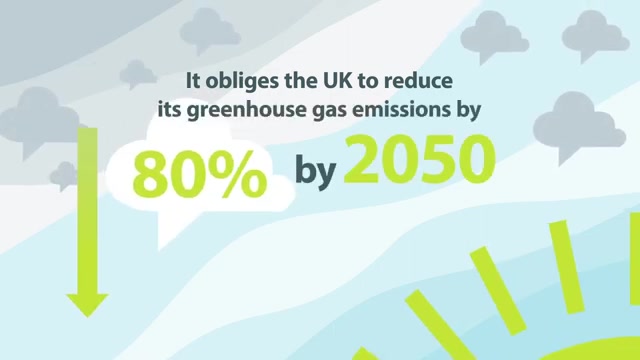 It obliges the UK to reduce
its greenhouse gas emissions by
80% by 2050